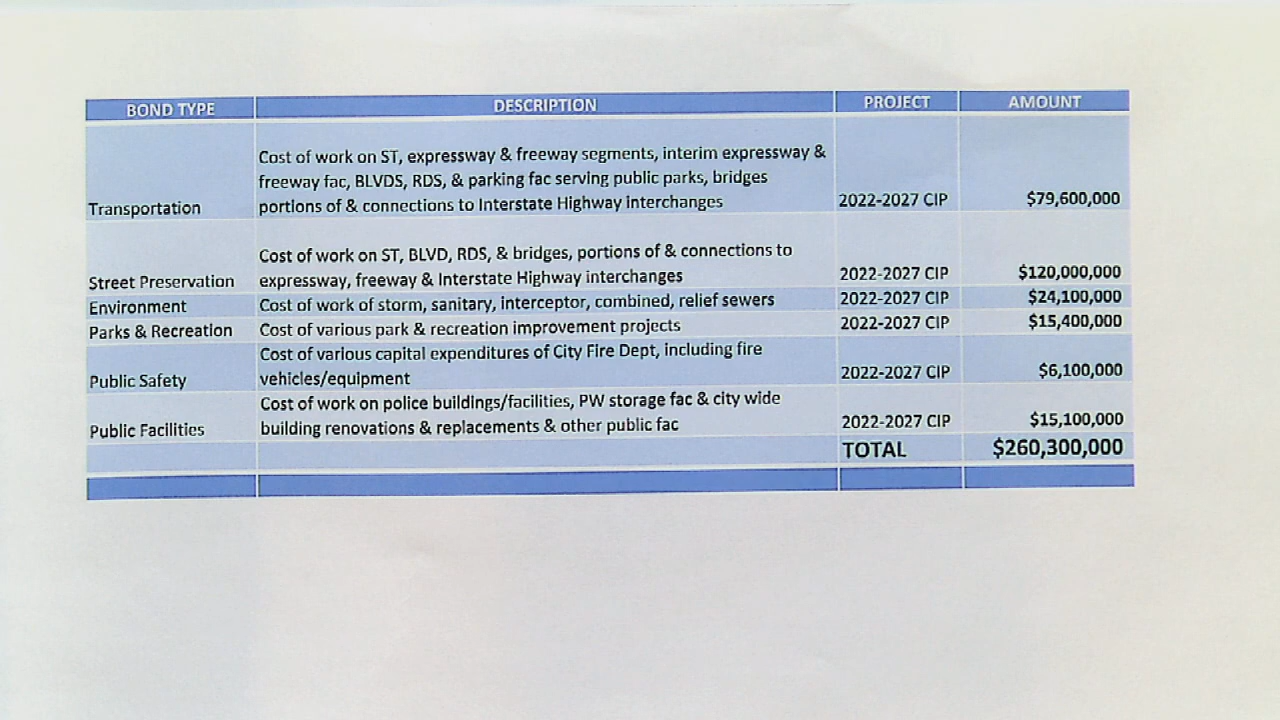 BOND TYPE DESCRIPTION PROJECT AMOUNT
Cost of work on ST, expressway & freeway segments, interim expressway &
freeway fac, BLVDS, RDS, & parking fac serving public parks, bridges
Transportation portions of & connections to Interstate Highway interchanges 2022-2027 CIP $79,600,000
Cost of work on ST, BLVD, RDS, & bridges, portions of & connections to
Street Preservation expressway, freeway & Interstate Highway interchanges 2022-2027 CIP $120,000,000
Environment Cost of work of storm, sanitary, interceptor, combined, relief sewers 2022-2027 CIP $24,100,000
Parks & Recreation Cost of various park & recreation improvement projects 2022-2027 CIP $15,400,000
Cost of various capital expenditures of City Fire Dept, including fire
Public Safety vehicles/equipment 2022-2027 CIP $6,100,000
Cost of work on police buildings/facilities, PW storage fac & city wide
Public Facilities building renovations & replacements & other public fac 2022-2027 CIP $15,100,000
TOTAL $260,300,000